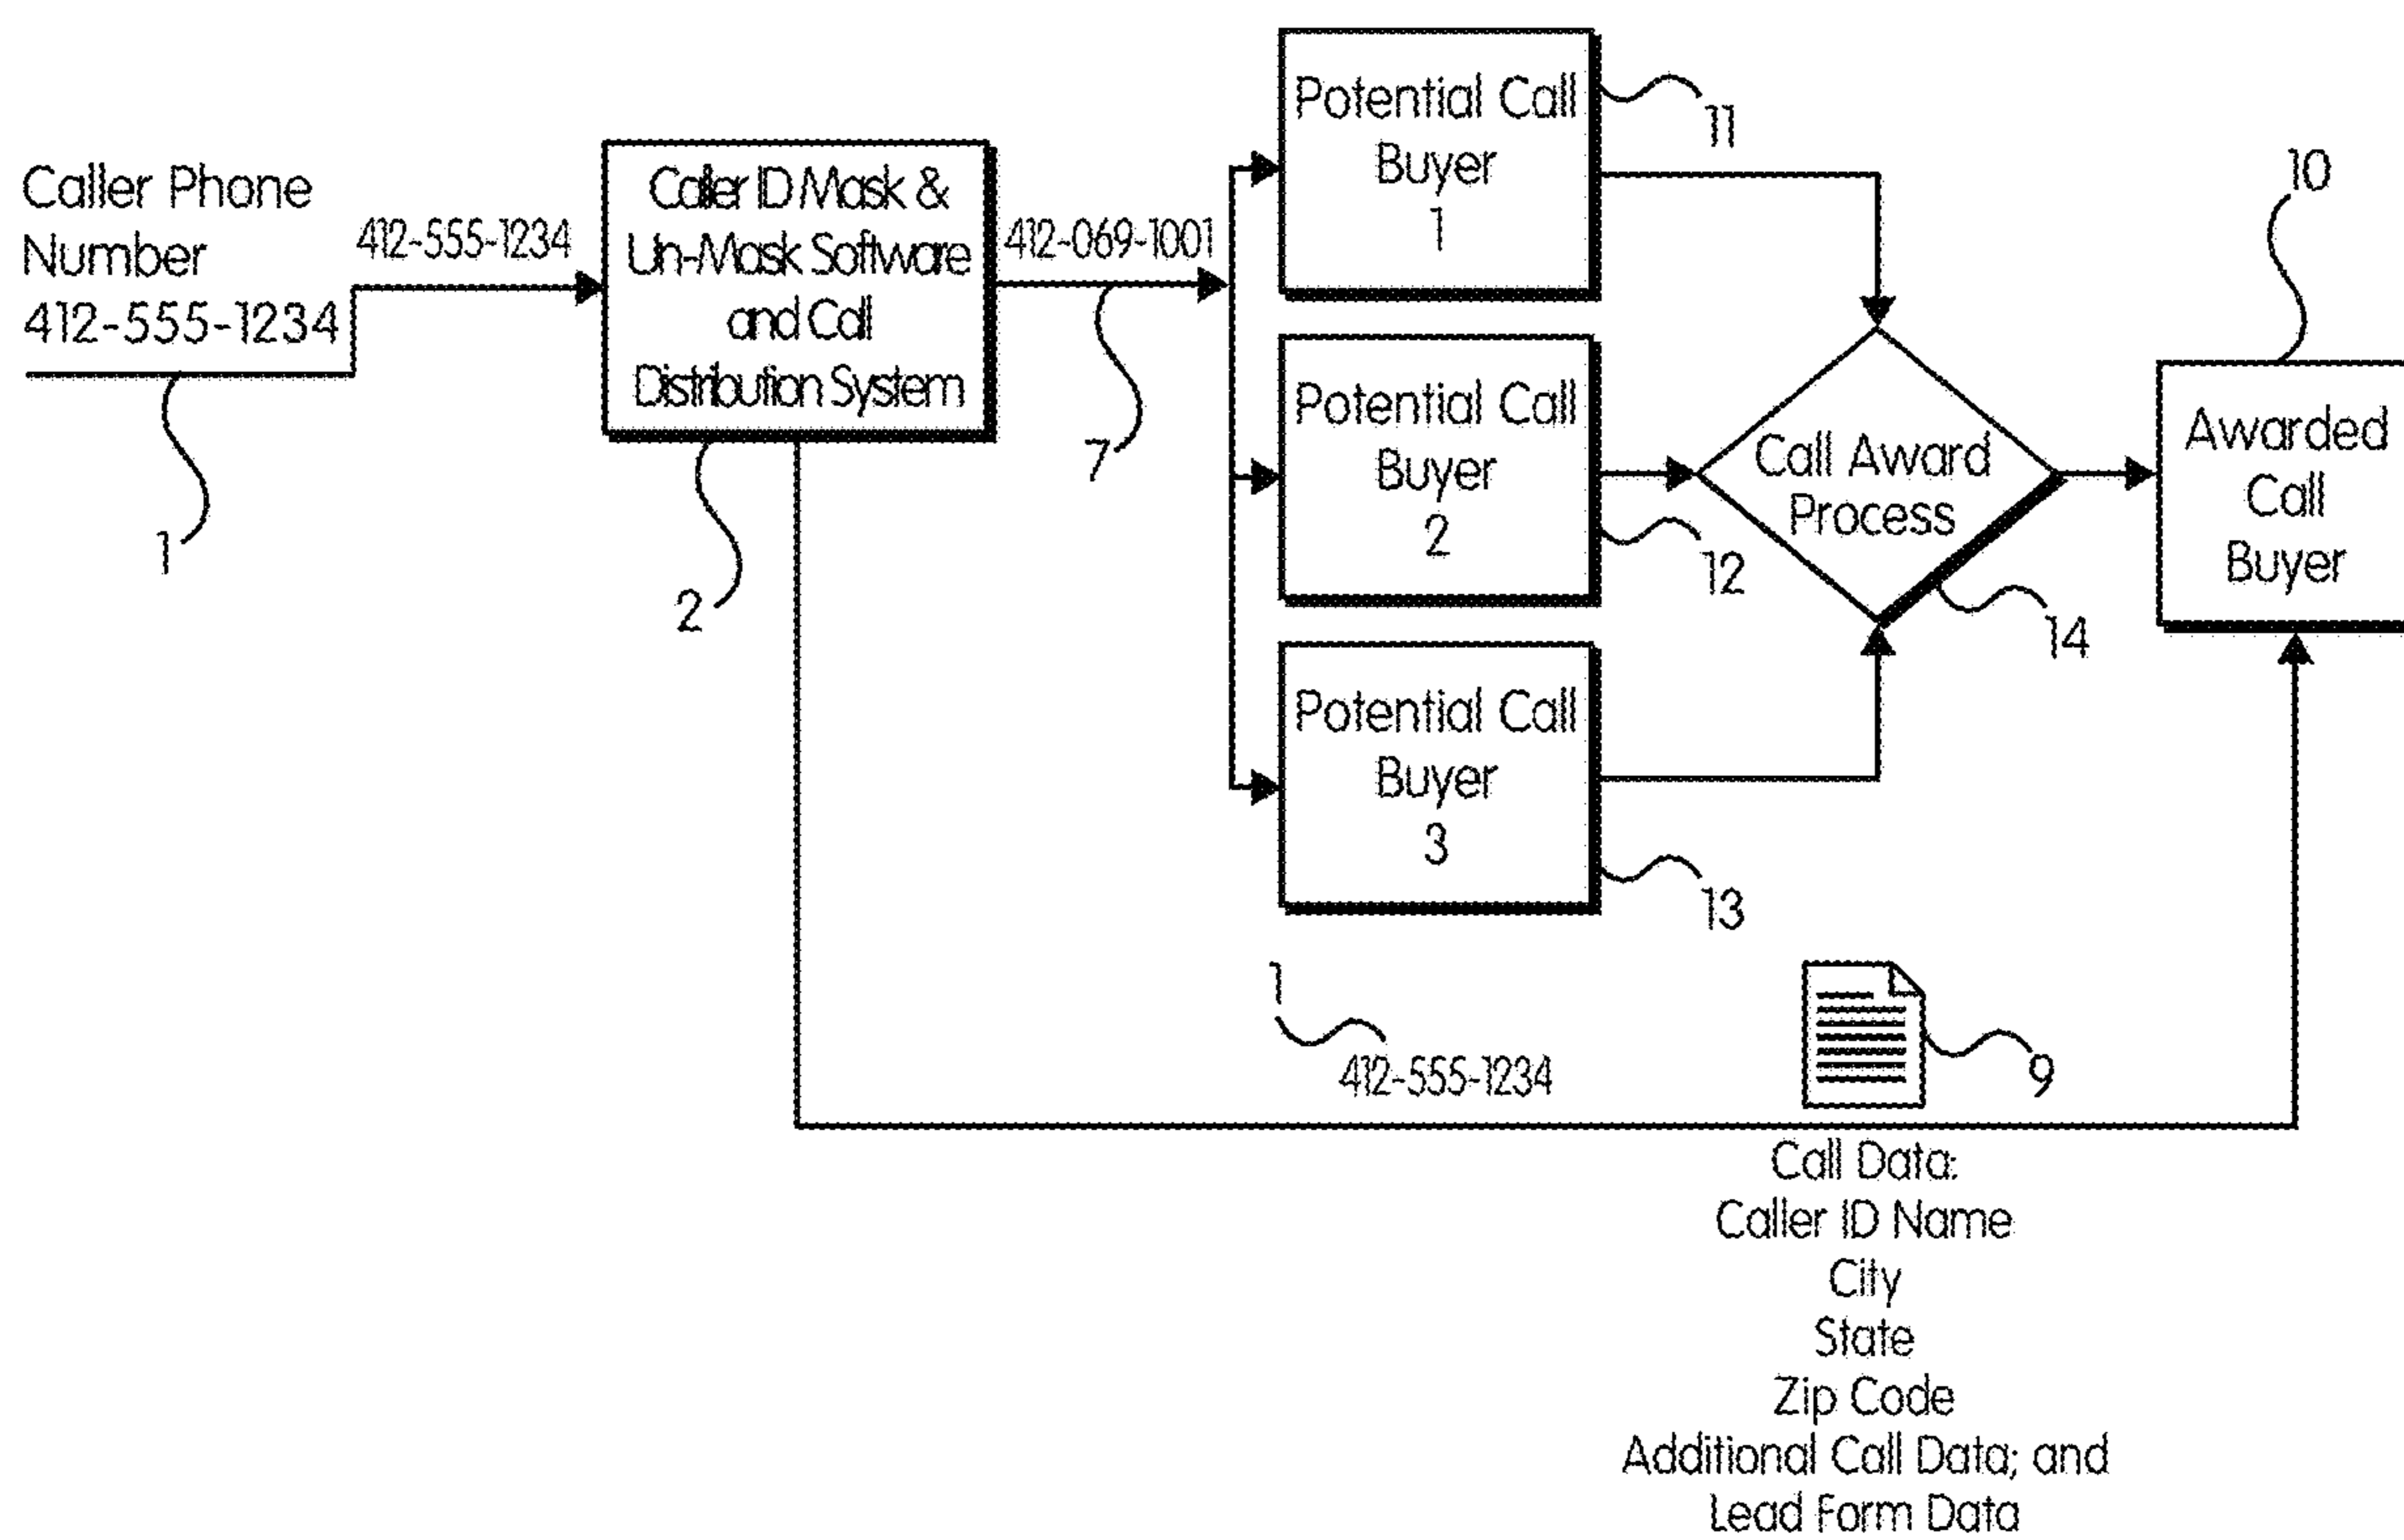 Caller Phone
Number
412-555-1234
1
412-555-1234
Caller ID Mask &
Un-Mask Software
and Call
Distribution System
2
412-069-1001
7
Potential Call
Buyer
1
11
Potential Call
Buyer
2
12
Potential Call
Buyer
3
13
Call Award
Process
14
10
Awarded
Call
Buyer
1
412-555-1234
9
Call Data:
Caller ID Name
City
State
Zip Code
Additional Call Data; and
Lead Form Data